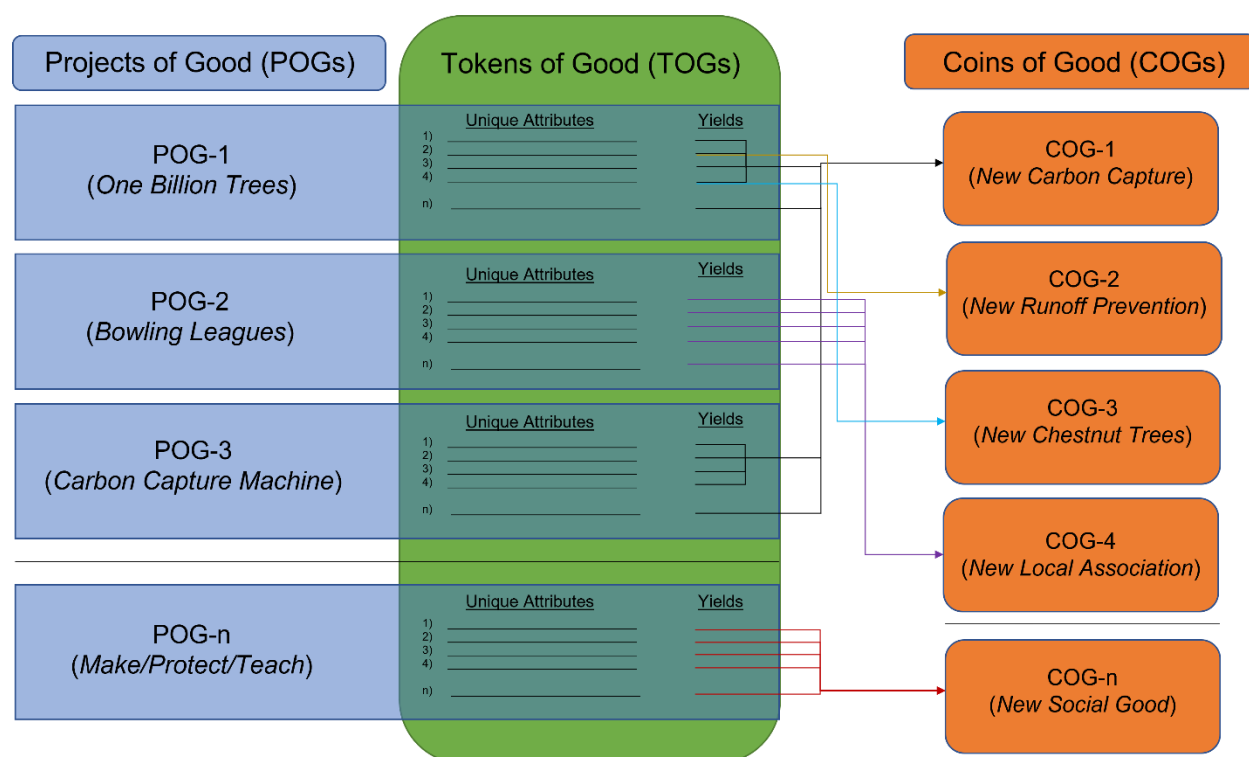 Projects of Good (POGs)
Tokens of Good (TOGs)
Coins of Good (COGs)
POG-1
(One Billion Trees)
Unique Attributes
Yields
1)
2)
3)
4)
n)
COG-1
(New Carbon Capture)
POG-2
(Bowling Leagues)
Unique Attributes
Yields
1)
2)
3)
4)
n)
COG-2
(New Runoff Prevention)
POG-3
(Carbon Capture Machine)
Unique Attributes
Yields
1)
2)
3)
4)
n)
COG-3
(New Chestnut Trees)
COG-4
(New Local Association)
POG-n
(Make/Protect/Teach)
Unique Attributes
Yields
1)
2)
3)
4)
n)
COG-n
(New Social Good)